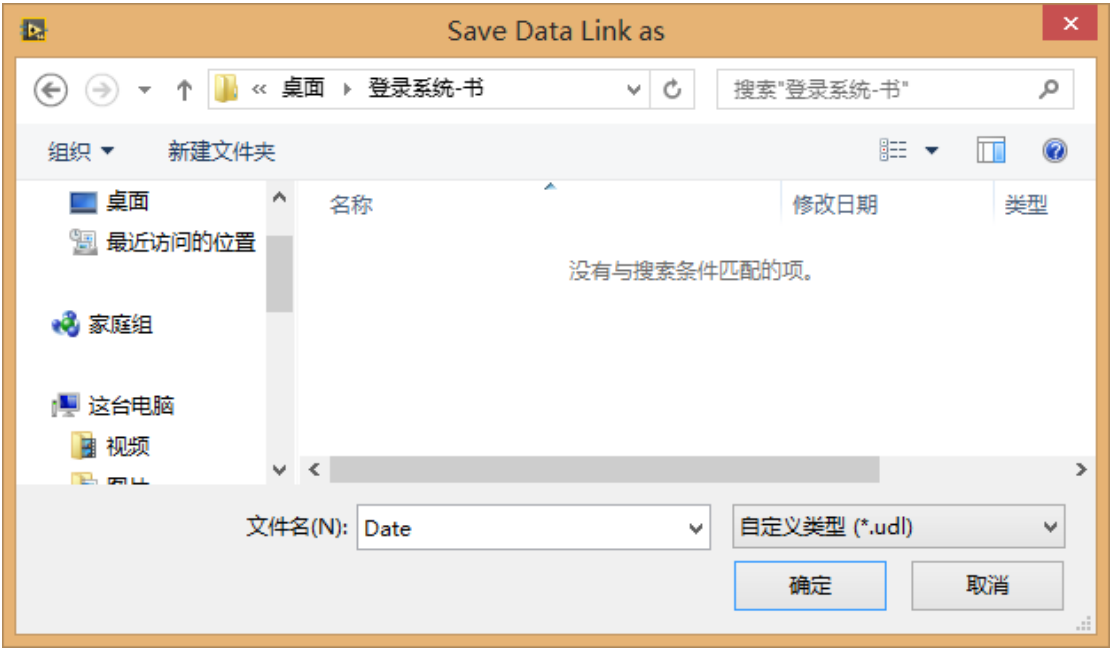 Save Data Link as
« 桌面 登录系统-书
搜索"登录系统-书"
组织
新建文件夹
桌面
最近访问的位置
家庭组
这台电脑
视频
图片
名称
修改日期
类型
没有与搜索条件匹配的项。
文件名(N): Date
自定义类型 (*.udl)
确定
取消